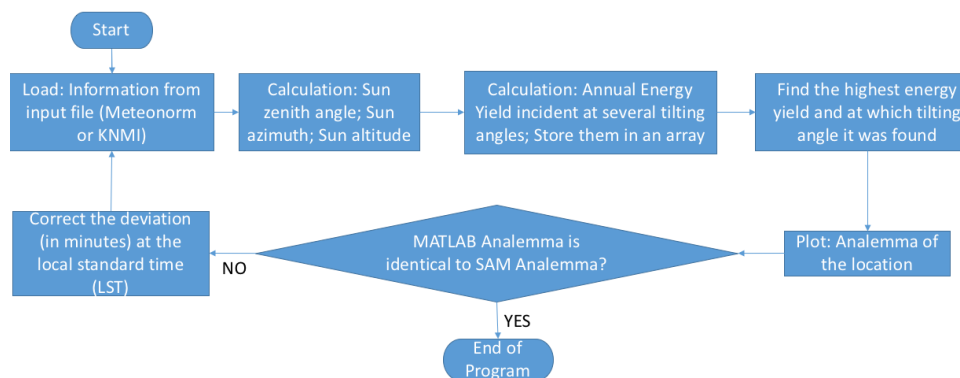 Start
Load: Information from
input file (Meteonorm
or KNMI)
Calculation: Sun
zenith angle; Sun
azimuth; Sun altitude
Calculation: Annual Energy
Yield incident at several tilting
angles; Store them in an array
Find the highest energy
yield and at which tilting
angle it was found
Correct the deviation
(in minutes) at the
local standard time
(LST)
NO
MATLAB Analemma is
identical to SAM Analemma?
Plot: Analemma of
the location
YES
End of
Program